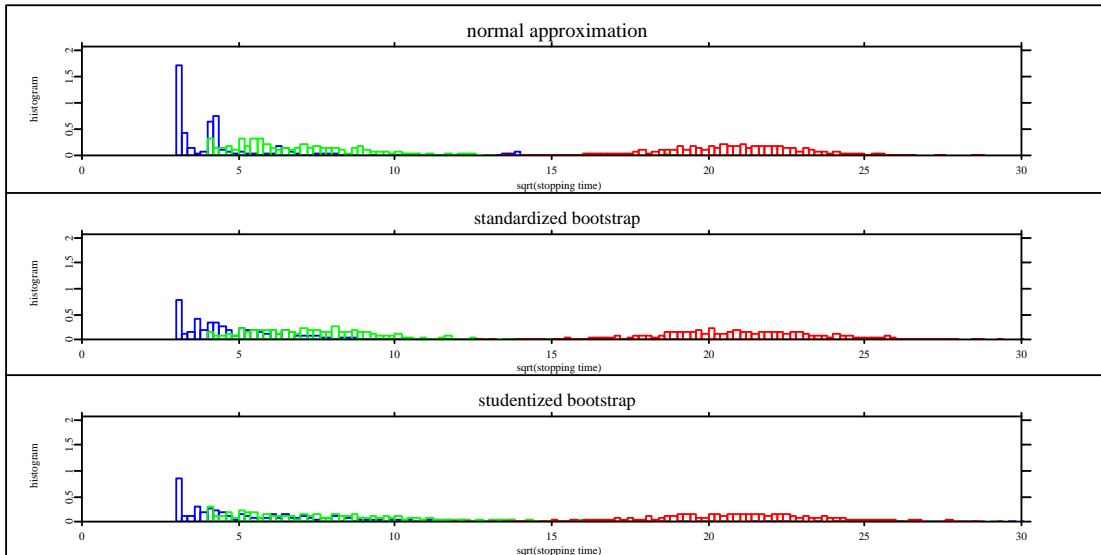 normal approximation
histogram
0 0.5 1 1.5 2
0 5 10 15 20 25 30
sqrt(stopping time)
standardized bootstrap
histogram
0 0.5 1 1.5 2
0 5 10 15 20 25 30
sqrt(stopping time)
studentized bootstrap
histogram
0 0.5 1 1.5 2
0 5 10 15 20 25 30
sqrt(stopping time)